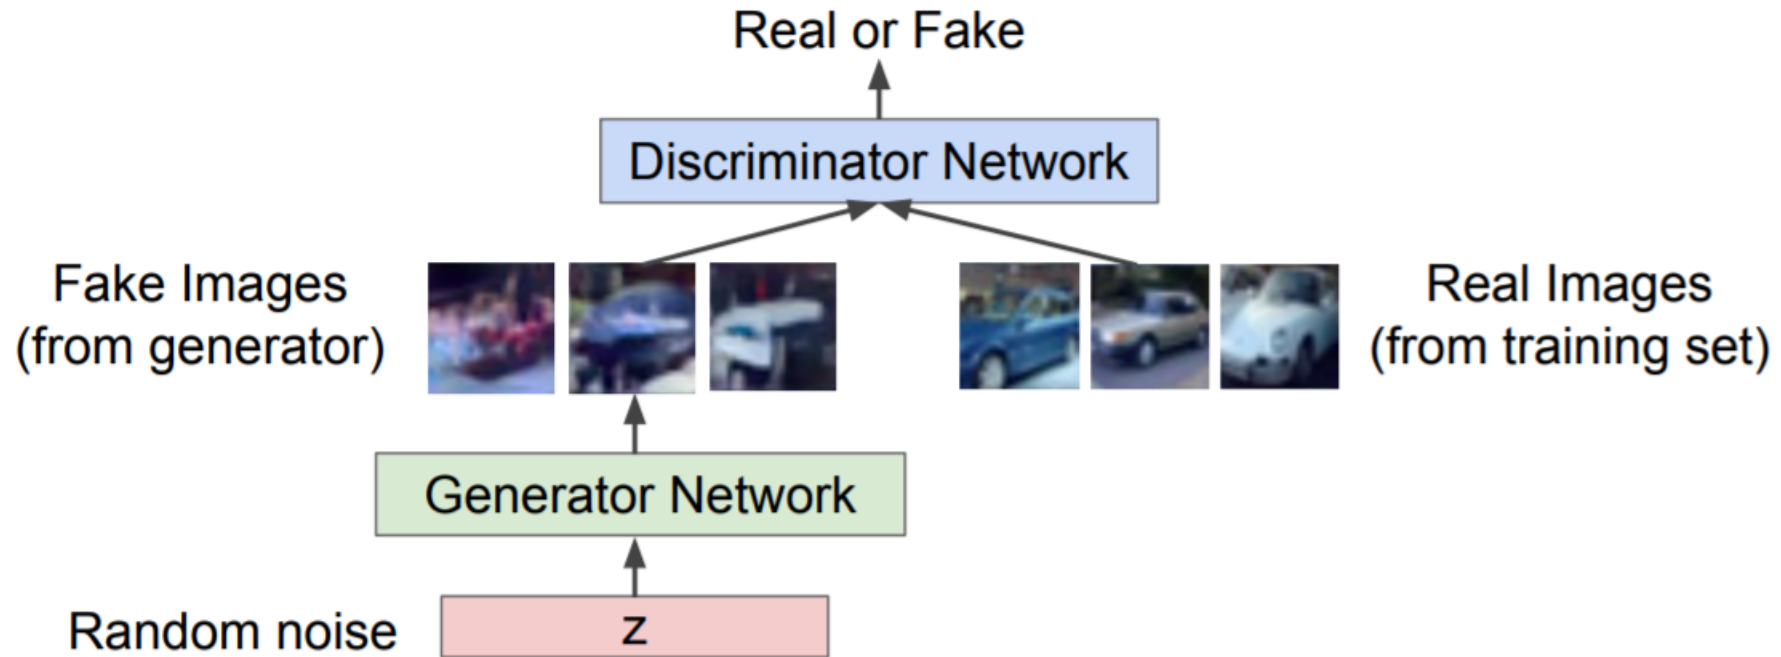 Real or Fake
Discriminator Network
Fake Images
(from generator)
Real Images
(from training set)
Generator Network
Random noise
z